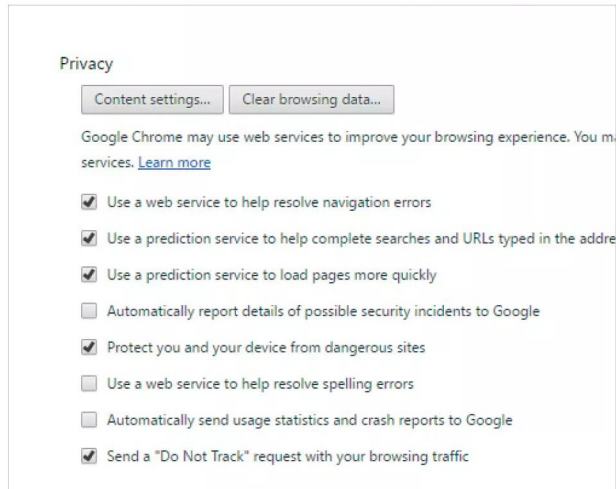 Privacy
Content settings... Clear browsing data...
Google Chrome may use web services to improve your browsing experience. You
services. Learn more
Use a web service to help resolve navigation errors
Use a prediction service to help complete searches and URLs typed in the
Use a prediction service to load pages more quickly
Automatically report details of possible security incidents to Google
Protect you and your device from dangerous sites
Use a web service to help resolve spelling errors
Automatically send usage statistics and crash reports to Google
Send a "Do Not Track" request with your browsing traffic